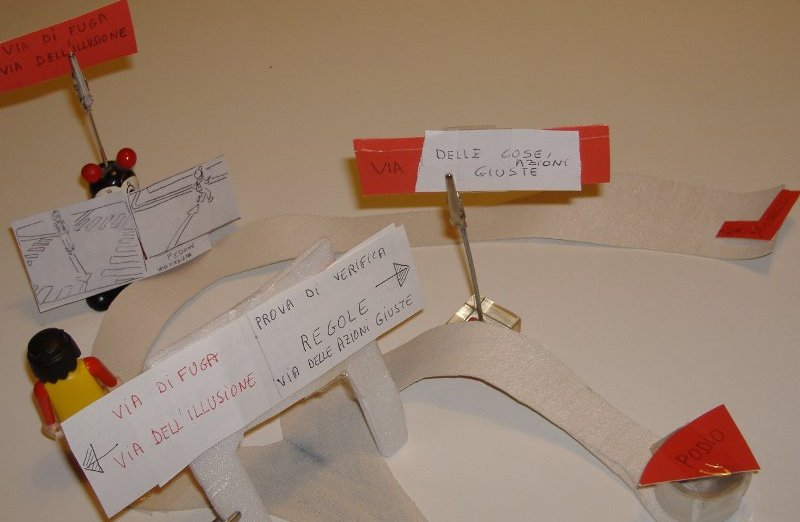 VIA DI FUGA
VIA DELL'ILLUSIONE
VIA
DELLE COSE,
AZIONI
GIUSTE
PROVA DI VERIFICA
REGOLE
VIA DELLE AZIONI GIUSTE
VIA DI FUGA
VIA DELL'ILLUSIONE
PODIO